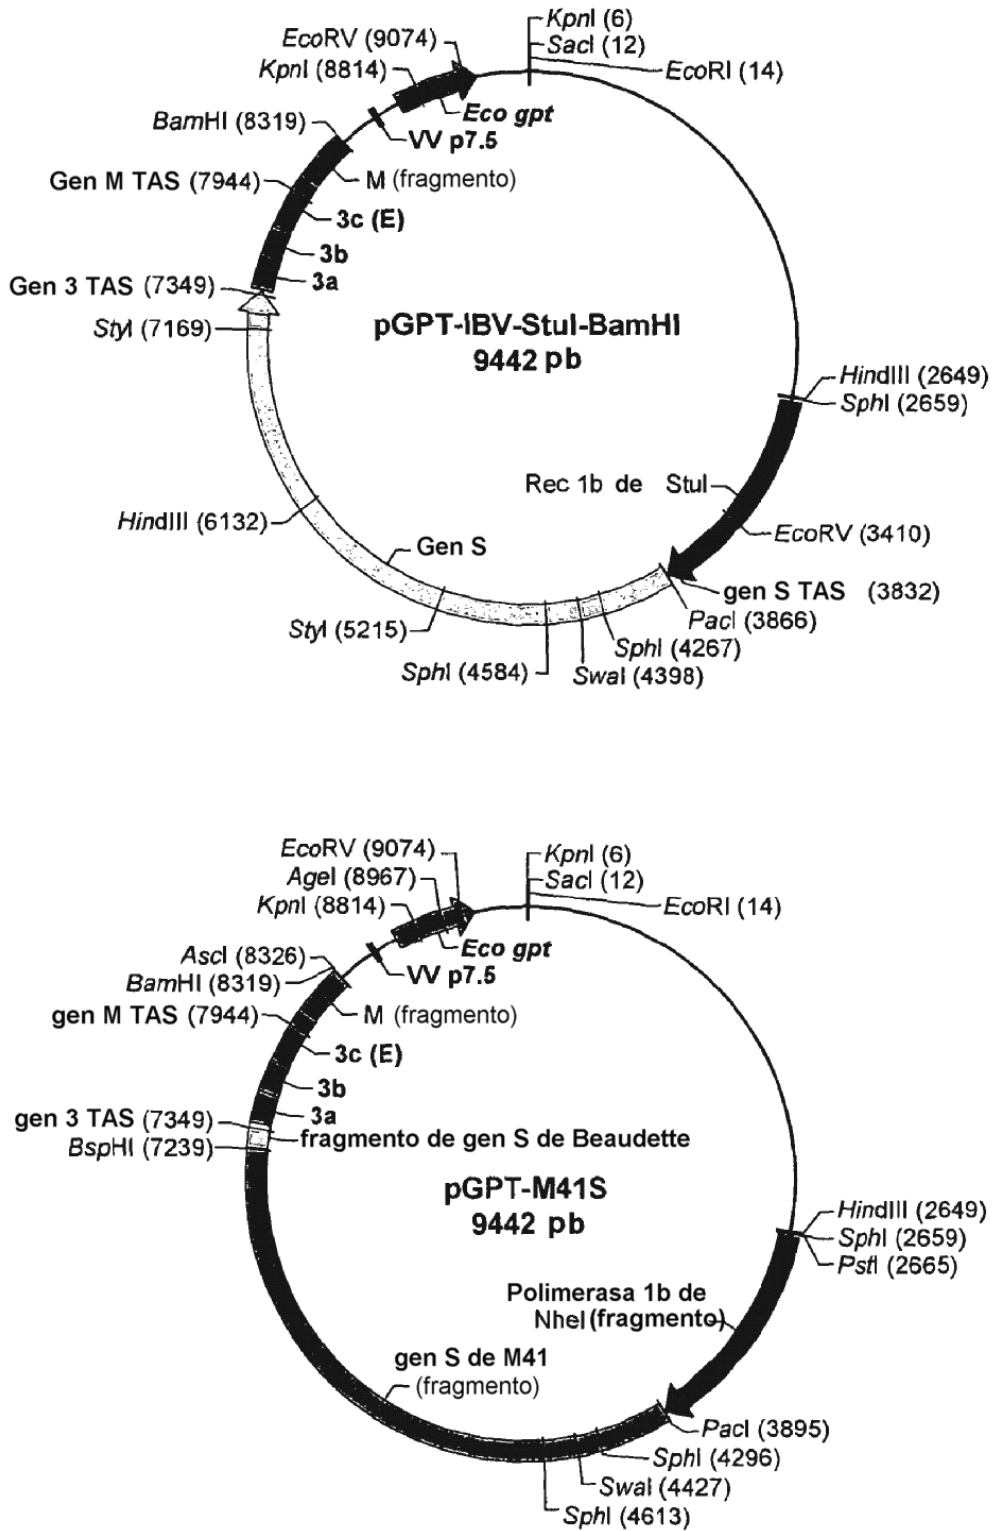 KpnI (6)
EcoRV (9074)
SacI (12)
KpnI (8814)
EcoRI (14)
Eco gpt
BamHI (8319)
VV p7.5
Gen M TAS (7944)
M (fragmento)
3c (E)
3b
3a
Gen 3 TAS (7349)
StyI (7169)
pGPT-IBV-StuI-BamHI
9442 pb
HindIII (2649)
SphI (2659)
Rec 1b de StuI
HindIII (6132)
EcoRV (3410)
Gen S
gen S TAS (3832)
PacI (3866)
StyI (5215)
SphI (4267)
SphI (4584)
SwaI (4398)
EcoRV (9074)
KpnI (6)
AgeI (8967)
SacI (12)
KpnI (8814)
EcoRI (14)
Eco gpt
AscI (8326)
VV p7.5
BamHI (8319)
gen M TAS (7944)
M (fragmento)
3c (E)
3b
3a
gen 3 TAS (7349)
fragmento de gen S de Beaudette
BspHI (7239)
pGPT-M41S
9442 pb
HindIII (2649)
SphI (2659)
PstI (2665)
Polimerasa 1b de
NheI (fragmento)
gen S de M41
(fragmento)
PacI (3895)
SphI (4296)
SwaI (4427)
SphI (4613)